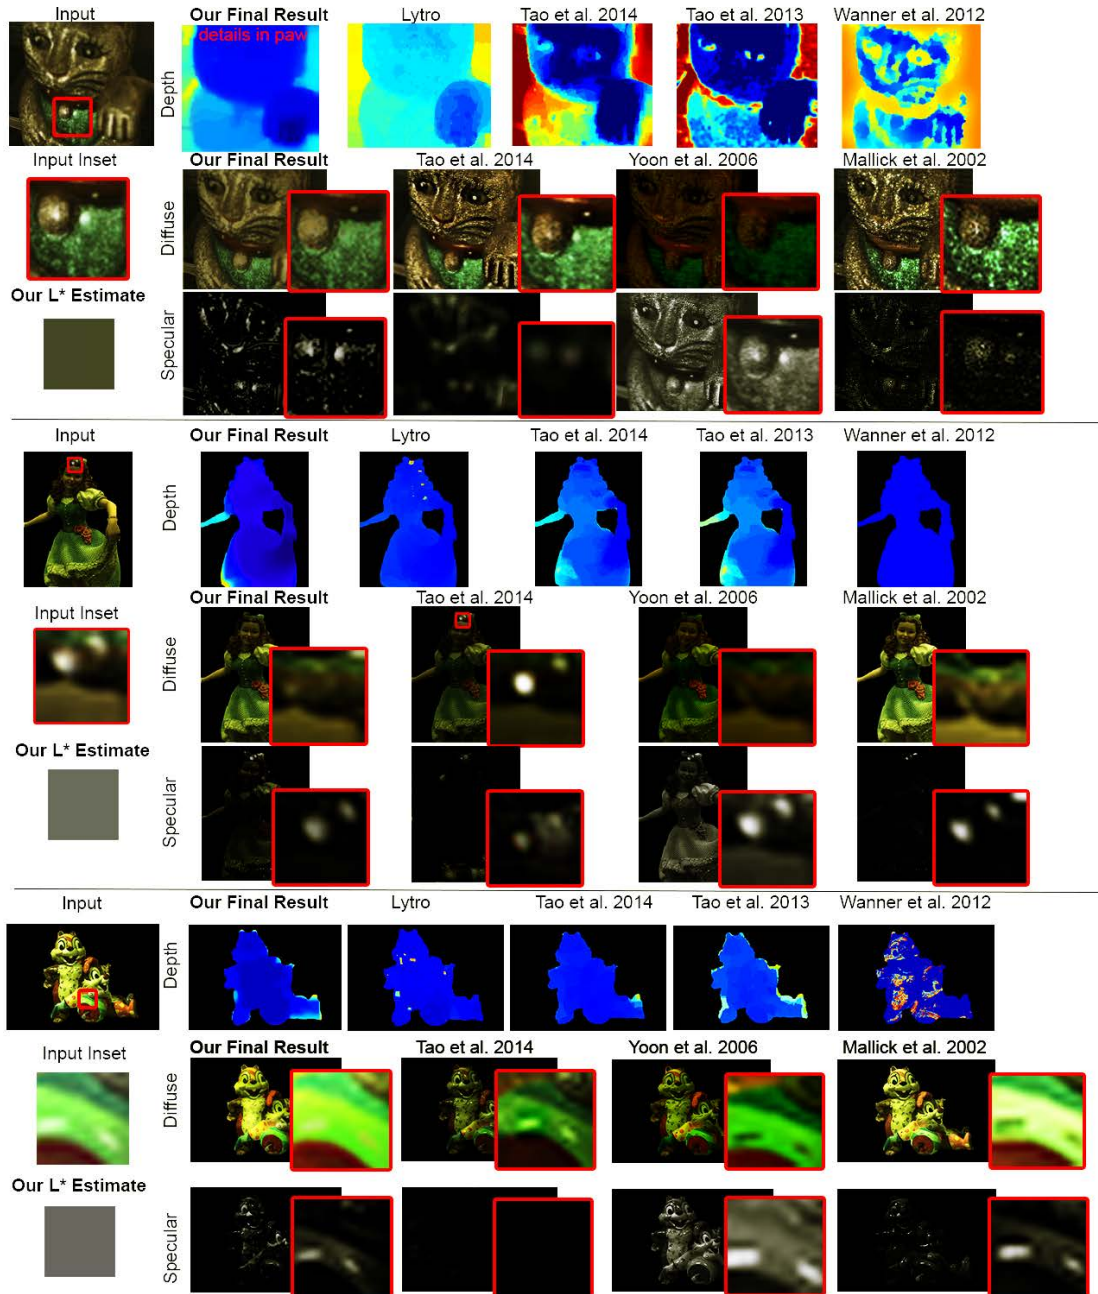 Input
Our Final Result
Lytro
Tao et al. 2014
Tao et al. 2013
Wanner et al. 2012
details in paw
Depth
Input Inset
Our Final Result
Tao et al. 2014
Yoon et al. 2006
Mallick et al. 2002
Diffuse
Our L* Estimate
Specular
Input
Our Final Result
Lytro
Tao et al. 2014
Tao et al. 2013
Wanner et al. 2012
Depth
Input Inset
Our Final Result
Tao et al. 2014
Yoon et al. 2006
Mallick et al. 2002
Diffuse
Our L* Estimate
Specular
Input
Our Final Result
Lytro
Tao et al. 2014
Tao et al. 2013
Wanner et al. 2012
Depth
Input Inset
Our Final Result
Tao et al. 2014
Yoon et al. 2006
Mallick et al. 2002
Diffuse
Our L* Estimate
Specular